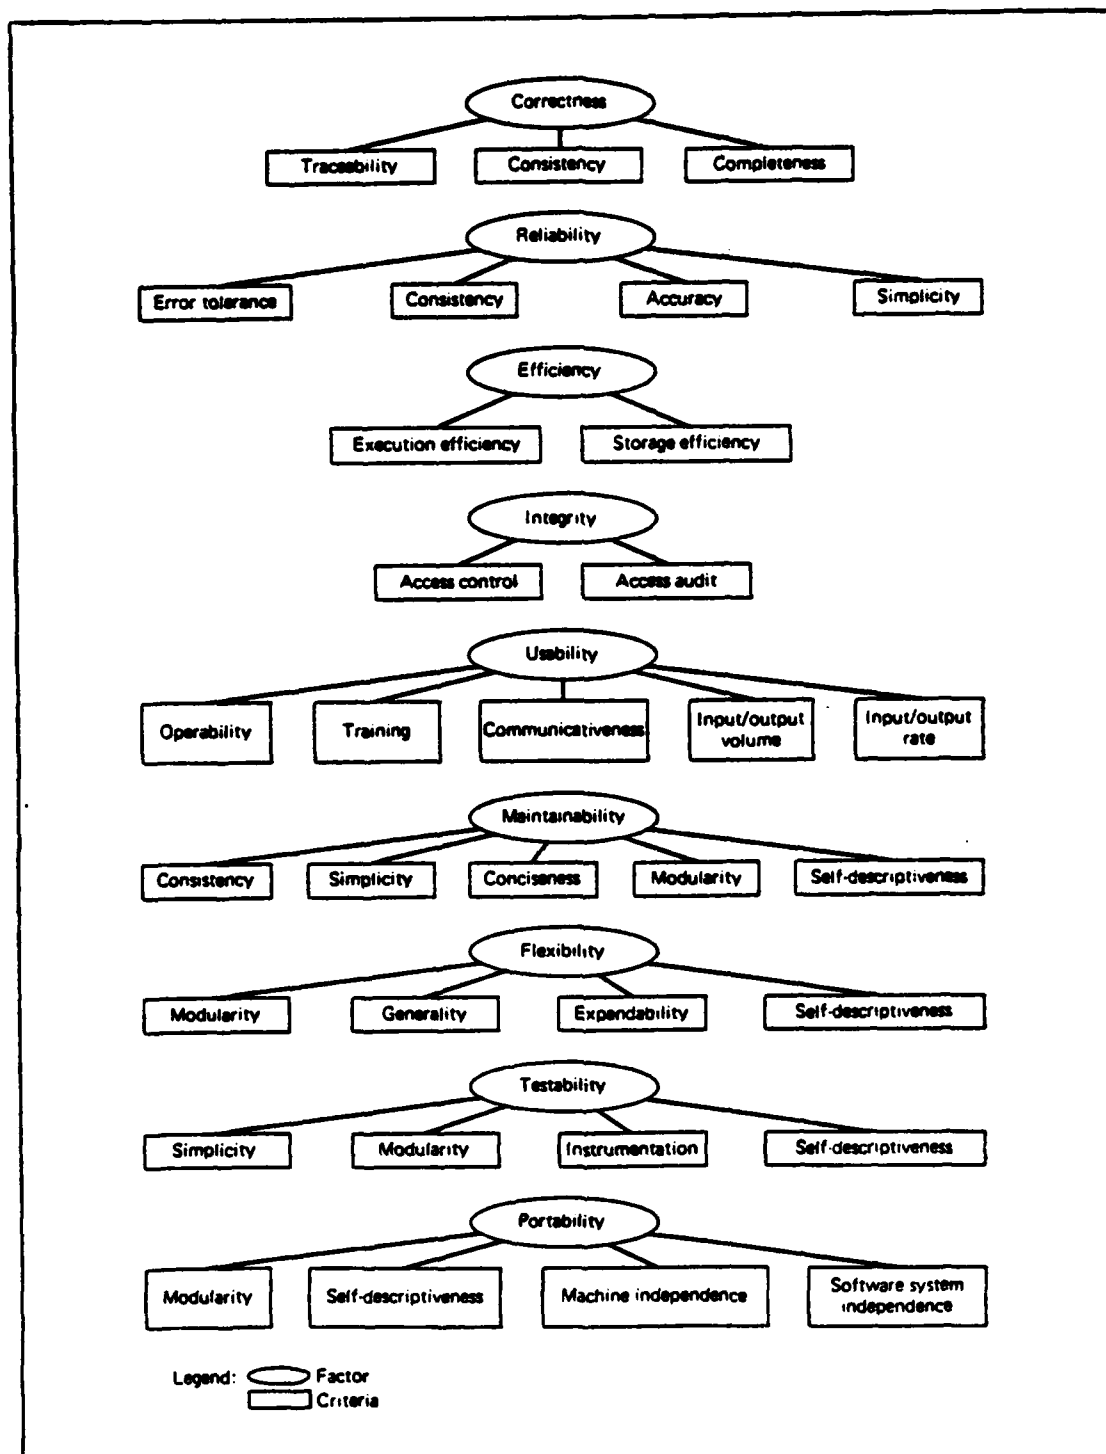 Correctness
Traceability
Consistency
Completeness
Reliability
Error tolerance
Consistency
Accuracy
Simplicity
Efficiency
Execution efficiency
Storage efficiency
Integrity
Access control
Access audit
Usability
Operability
Training
Communicativeness
Input/output
volume
Input/output
rate
Maintainability
Consistency
Simplicity
Conciseness
Modularity
Self-descriptiveness
Flexibility
Modularity
Generality
Expandability
Self-descriptiveness
Testability
Simplicity
Modularity
Instrumentation
Self-descriptiveness
Portability
Modularity
Self-descriptiveness
Machine independence
Software system
independence
Legend: Factor
Criteria